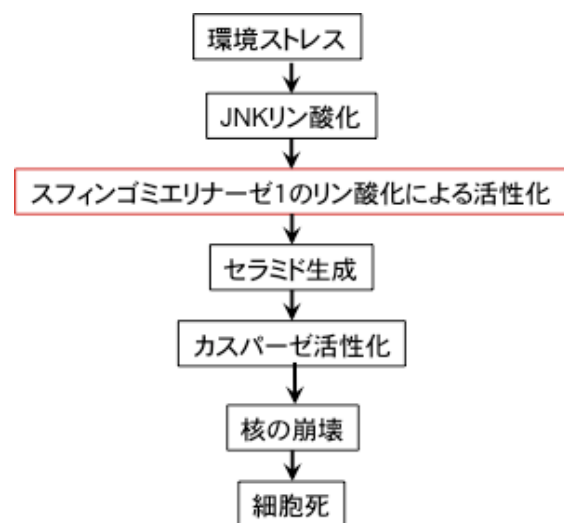 環境ストレス
JNKリン酸化
スフィンゴミエリナーゼ1のリン酸化による活性化
セラミド生成
カスパーゼ活性化
核の崩壊
細胞死